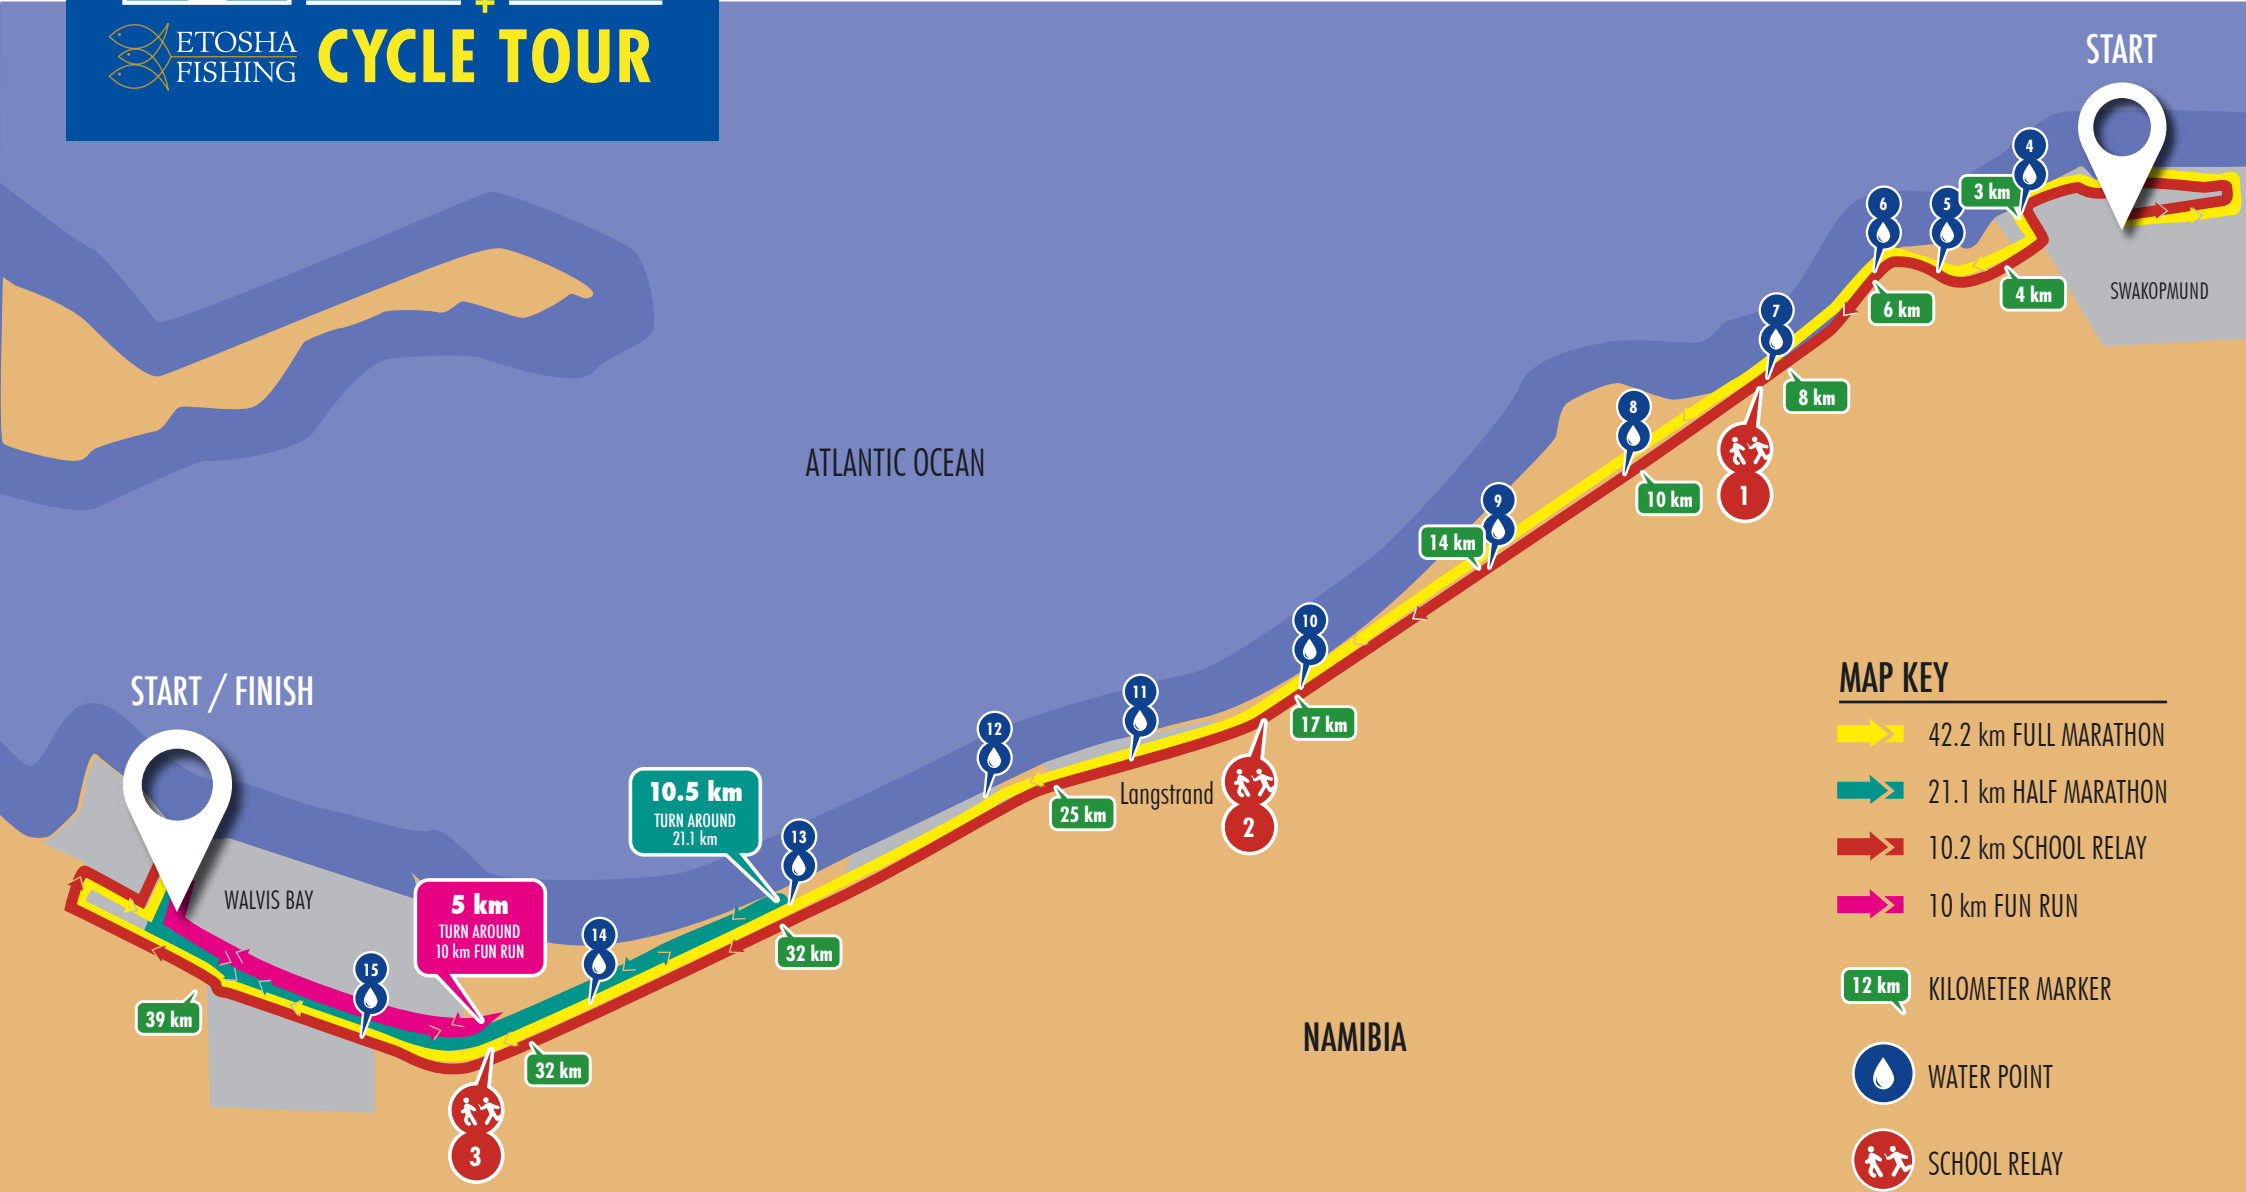 +
ETOSHA
FISHING
CYCLE TOUR
START
4
3 km
5
6
4 km
SWAKOPMUND
6 km
7
8 km
8
1
10 km
9
14 km
ATLANTIC OCEAN
10
17 km
11
12
Langstrand
2
25 km
START / FINISH
10.5 km
TURN AROUND
21.1 km
13
32 km
WALVIS BAY
5 km
TURN AROUND
10 km FUN RUN
14
15
39 km
32 km
3
NAMIBIA
MAP KEY
42.2 km FULL MARATHON
21.1 km HALF MARATHON
10.2 km SCHOOL RELAY
10 km FUN RUN
12 km
KILOMETER MARKER
WATER POINT
SCHOOL RELAY